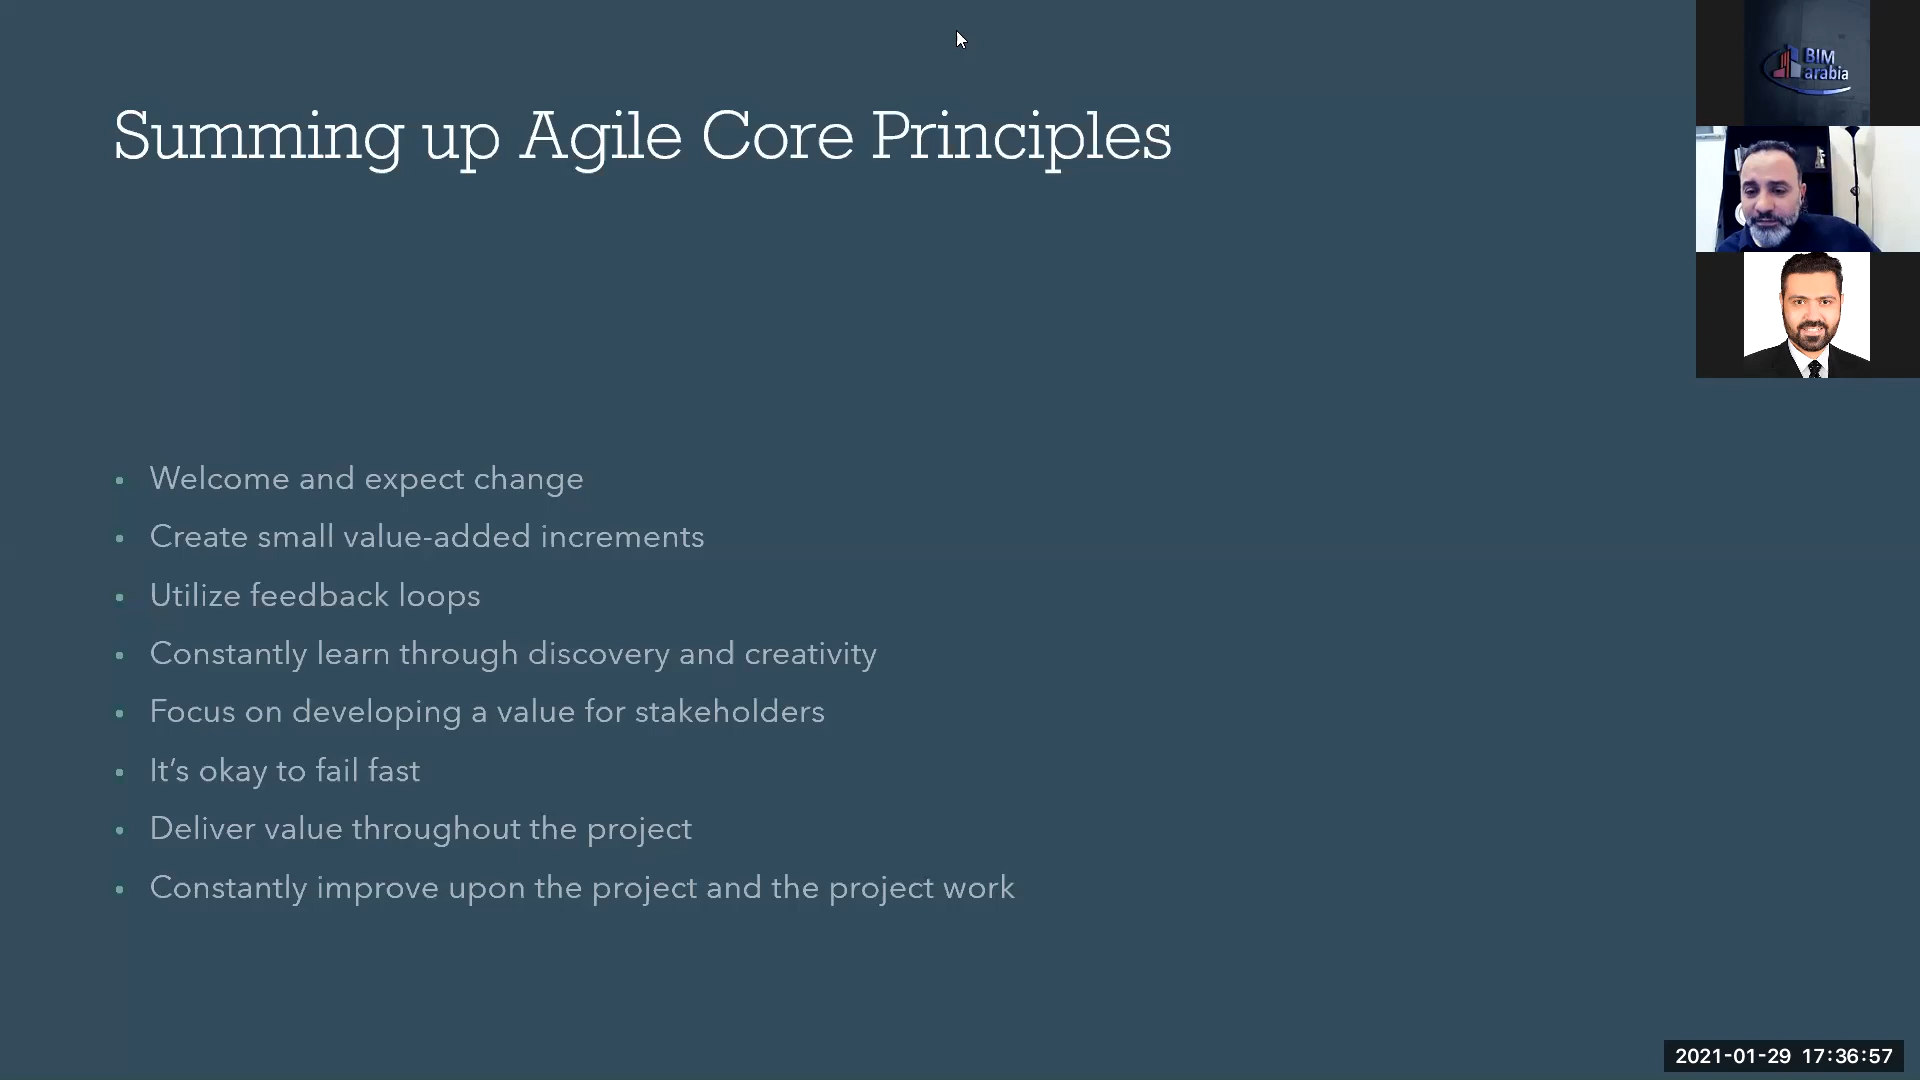 Summing up Agile Core Principles
BIM
arabia
• Welcome and expect change
• Create small value-added increments
• Utilize feedback loops
• Constantly learn through discovery and creativity
• Focus on developing a value for stakeholders
• It’s okay to fail fast
• Deliver value throughout the project
• Constantly improve upon the project and the project work
2021-01-29 17:36:57